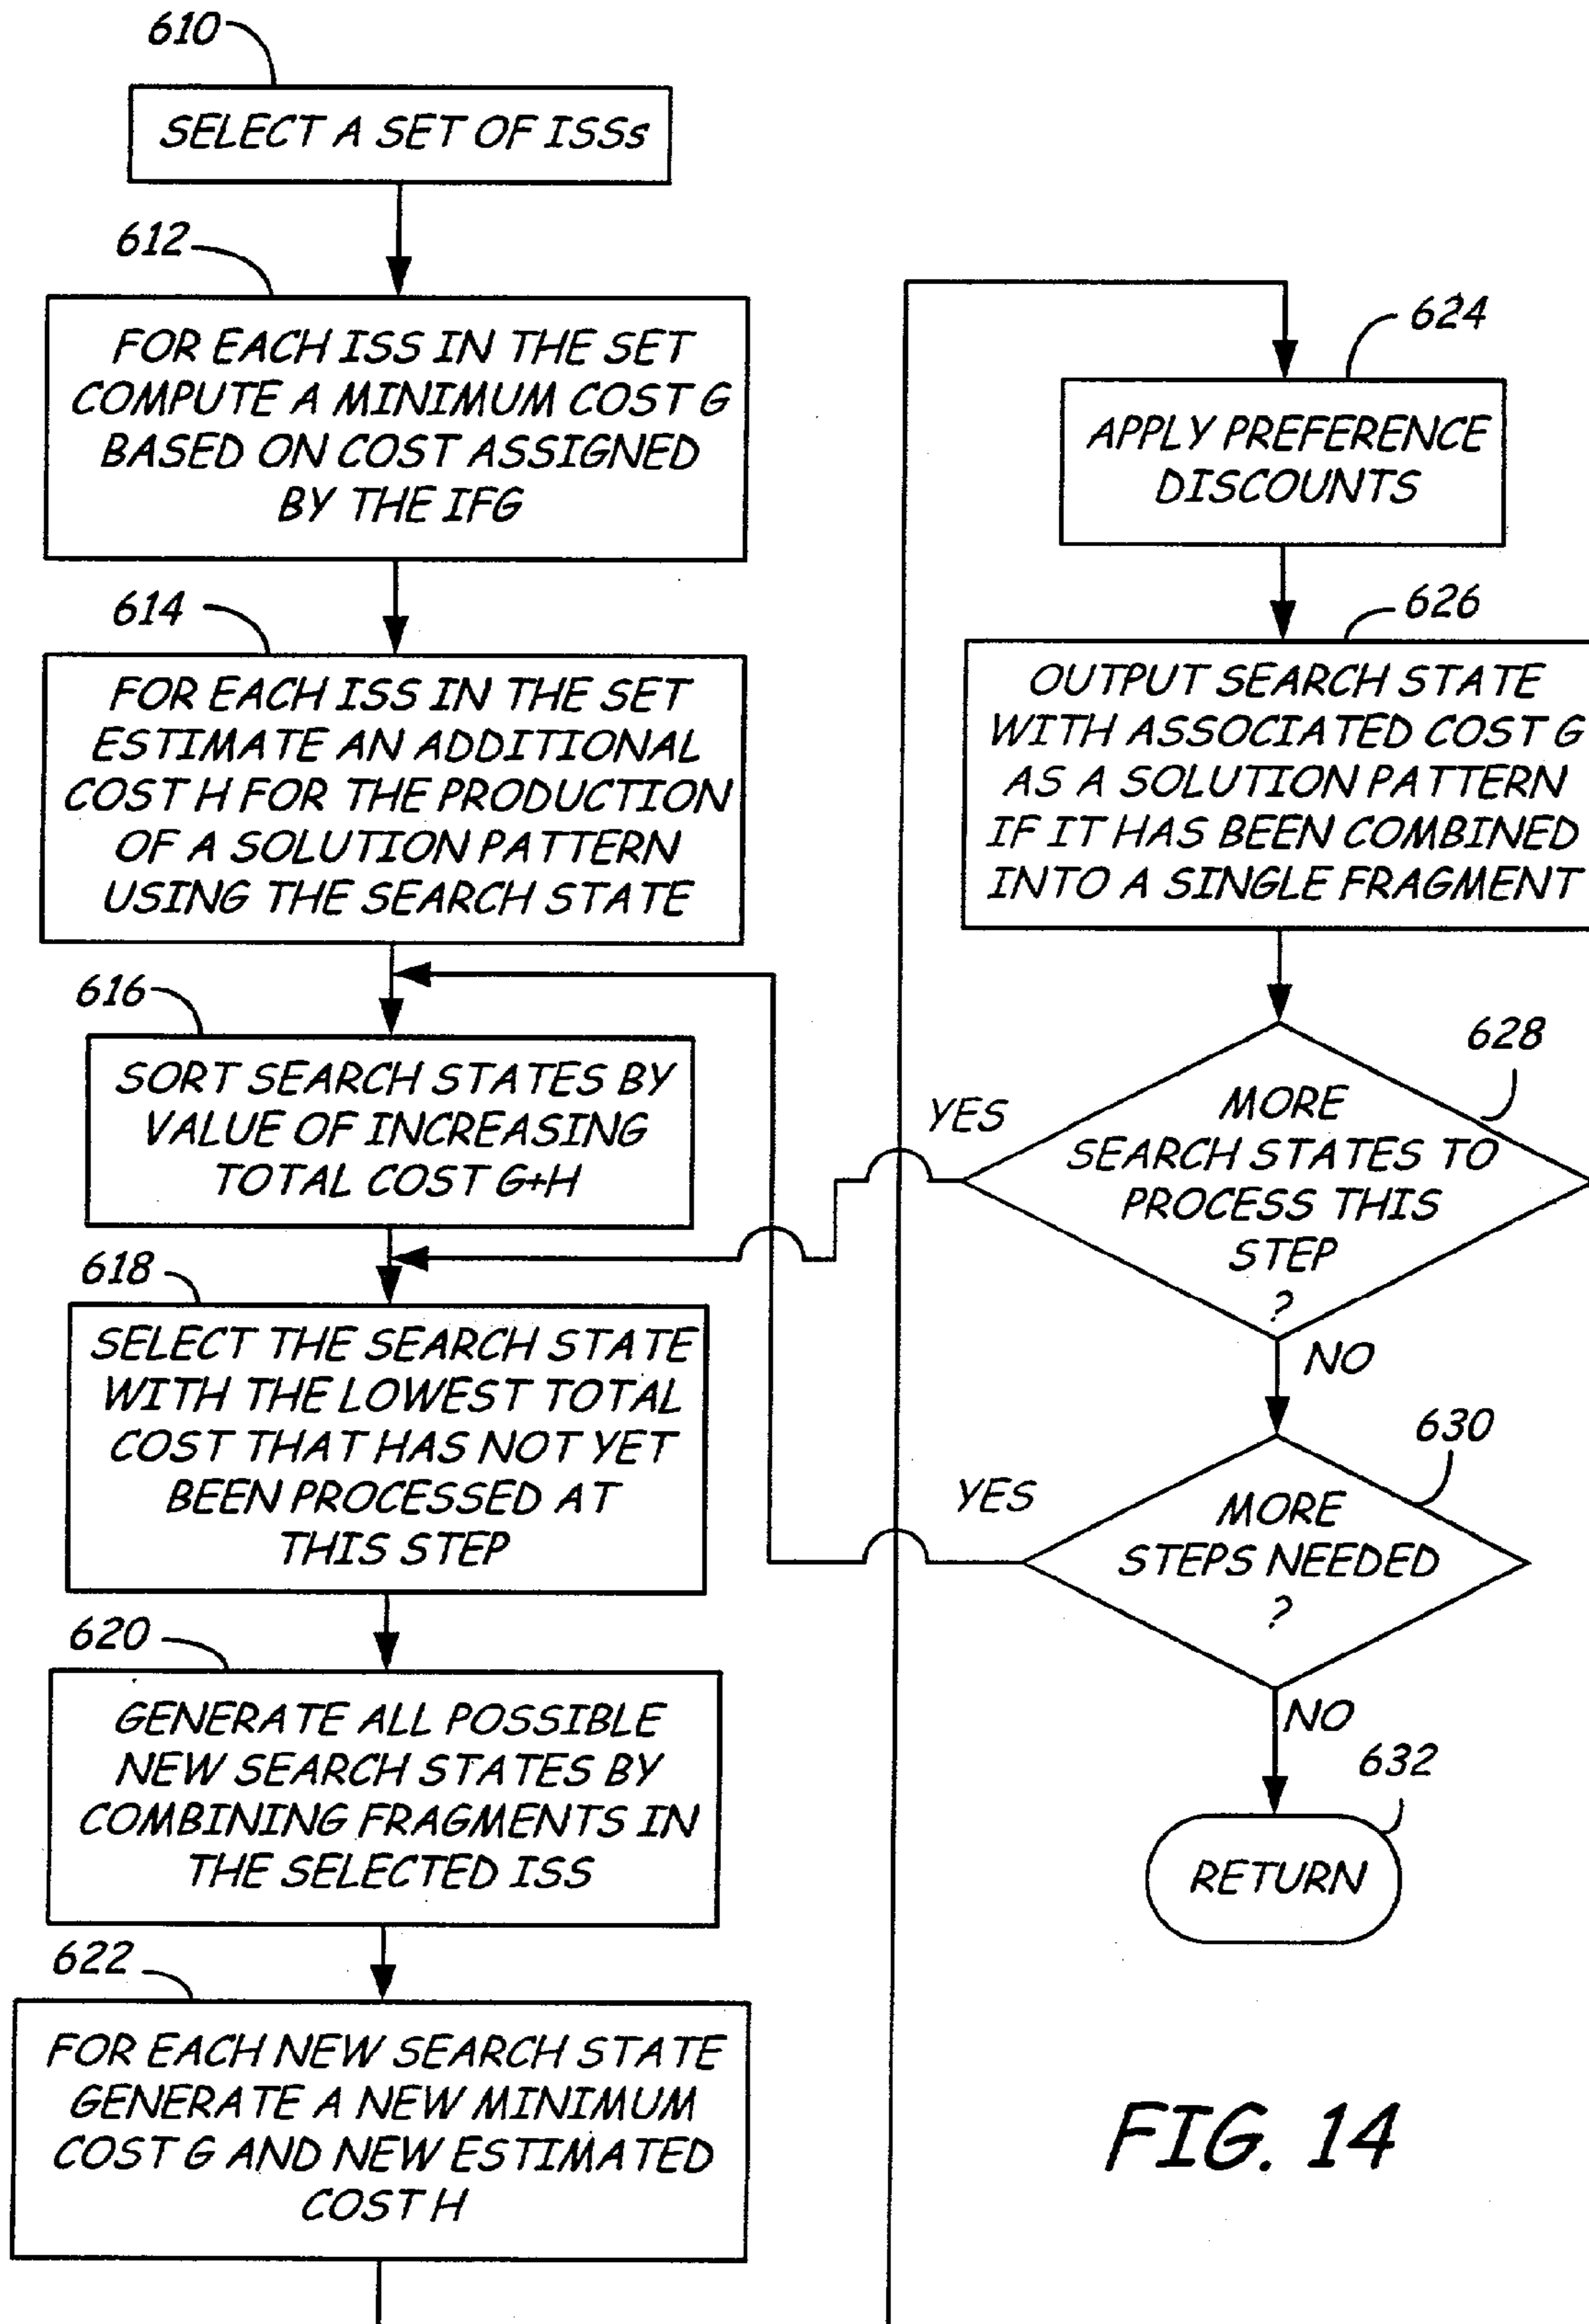 610
SELECT A SET OF ISSs
612
FOR EACH ISS IN THE SET
COMPUTE A MINIMUM COST G
BASED ON COST ASSIGNED
BY THE IFG
614
FOR EACH ISS IN THE SET
ESTIMATE AN ADDITIONAL
COST H FOR THE PRODUCTION
OF A SOLUTION PATTERN
USING THE SEARCH STATE
616
SORT SEARCH STATES BY
VALUE OF INCREASING
TOTAL COST G+H
618
SELECT THE SEARCH STATE
WITH THE LOWEST TOTAL
COST THAT HAS NOT YET
BEEN PROCESSED AT
THIS STEP
620
GENERATE ALL POSSIBLE
NEW SEARCH STATES BY
COMBINING FRAGMENTS IN
THE SELECTED ISS
622
FOR EACH NEW SEARCH STATE
GENERATE A NEW MINIMUM
COST G AND NEW ESTIMATED
COST H
624
APPLY PREFERENCE
DISCOUNTS
626
OUTPUT SEARCH STATE
WITH ASSOCIATED COST G
AS A SOLUTION PATTERN
IF IT HAS BEEN COMBINED
INTO A SINGLE FRAGMENT
628
YES
MORE
SEARCH STATES TO
PROCESS THIS
STEP
?
NO
630
YES
MORE
STEPS NEEDED
?
NO
632
RETURN
FIG. 14